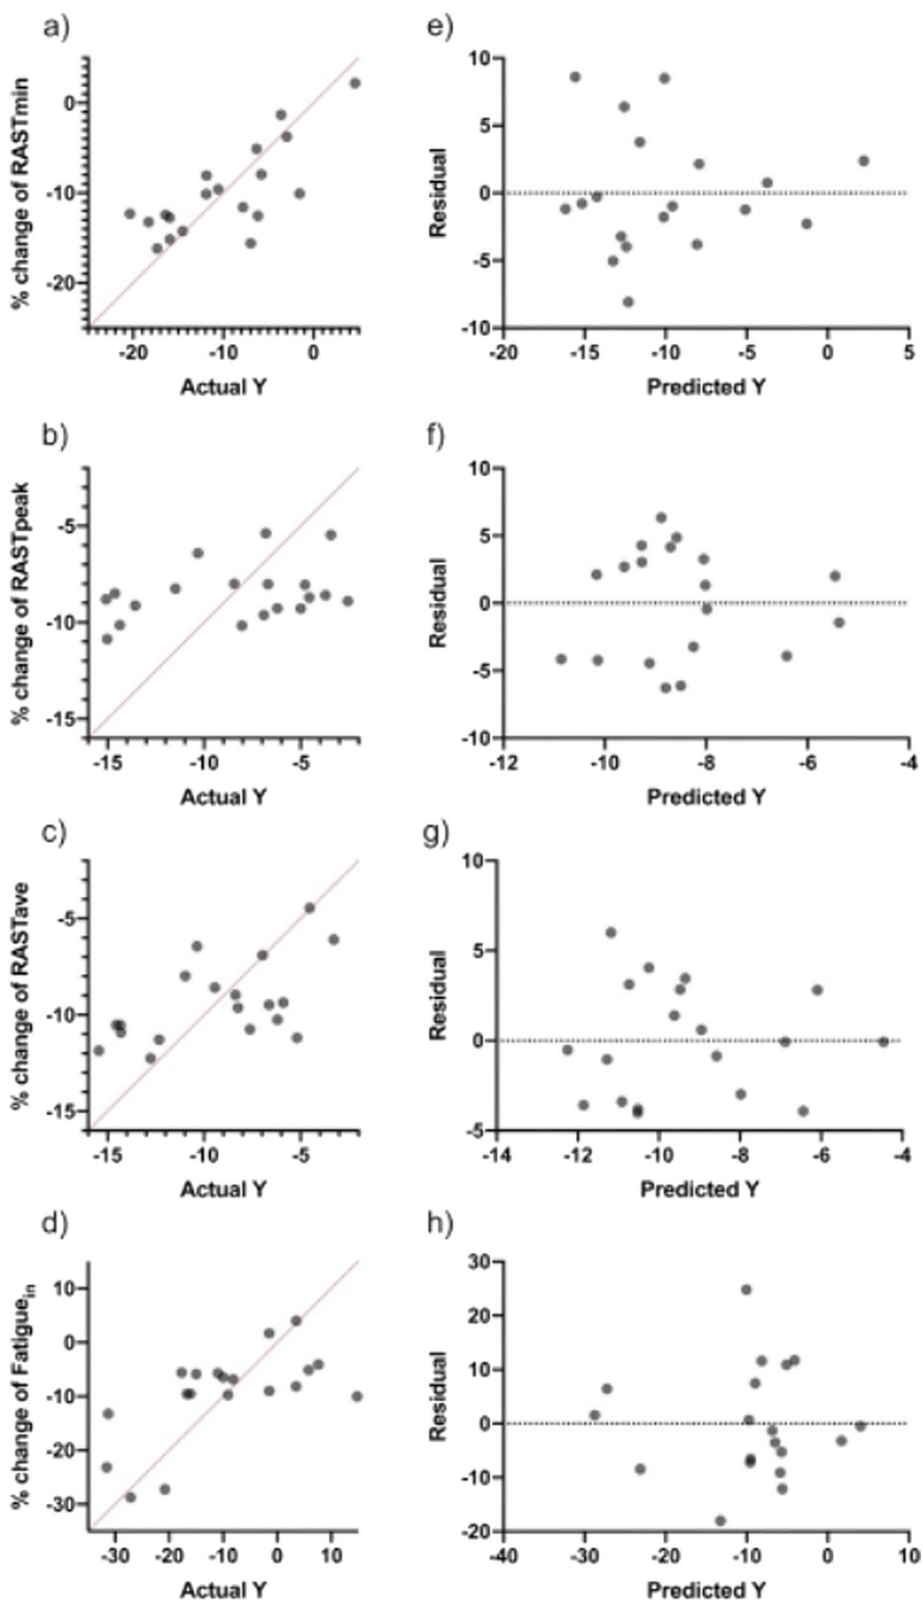 a)
% change of RASTmin
0
-10
-20
-20 -10 0
Actual Y
e)
Residual
10
5
0
-5
-10
-20 -15 -10 -5 0 5
Predicted Y
b)
% change of RASTpeak
-5
-10
-15
-15 -10 -5
Actual Y
f)
Residual
10
5
0
-5
-10
-12 -10 -8 -6 -4
Predicted Y
c)
% change of RASTave
-5
-10
-15
-15 -10 -5
Actual Y
g)
Residual
10
5
0
-5
-14 -12 -10 -8 -6 -4
Predicted Y
d)
% change of Fatiguein
10
0
-10
-20
-30
-30 -20 -10 0 10
Actual Y
h)
Residual
30
20
10
0
-10
-20
-40 -30 -20 -10 0 10
Predicted Y